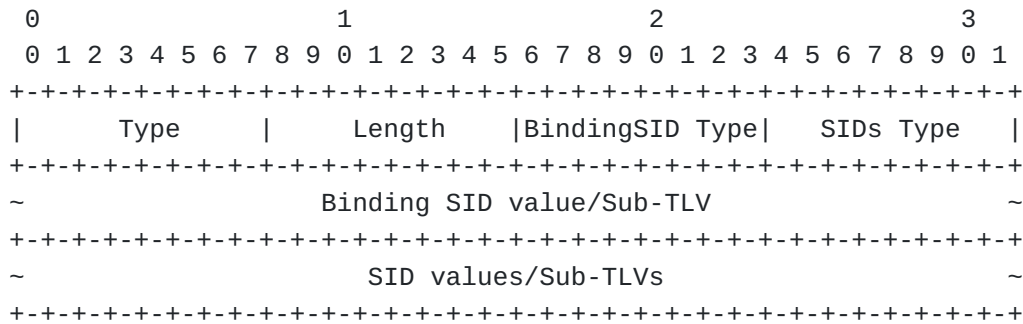 0                   1                   2                   3
 0 1 2 3 4 5 6 7 8 9 0 1 2 3 4 5 6 7 8 9 0 1 2 3 4 5 6 7 8 9 0 1
+-+-+-+-+-+-+-+-+-+-+-+-+-+-+-+-+-+-+-+-+-+-+-+-+-+-+-+-+-+-+-+-+
|      Type     |     Length    |BindingSID Type|   SIDs Type   |
+-+-+-+-+-+-+-+-+-+-+-+-+-+-+-+-+-+-+-+-+-+-+-+-+-+-+-+-+-+-+-+-+
~                   Binding SID value/Sub-TLV                   ~
+-+-+-+-+-+-+-+-+-+-+-+-+-+-+-+-+-+-+-+-+-+-+-+-+-+-+-+-+-+-+-+-+
~                      SID values/Sub-TLVs                      ~
+-+-+-+-+-+-+-+-+-+-+-+-+-+-+-+-+-+-+-+-+-+-+-+-+-+-+-+-+-+-+-+-+